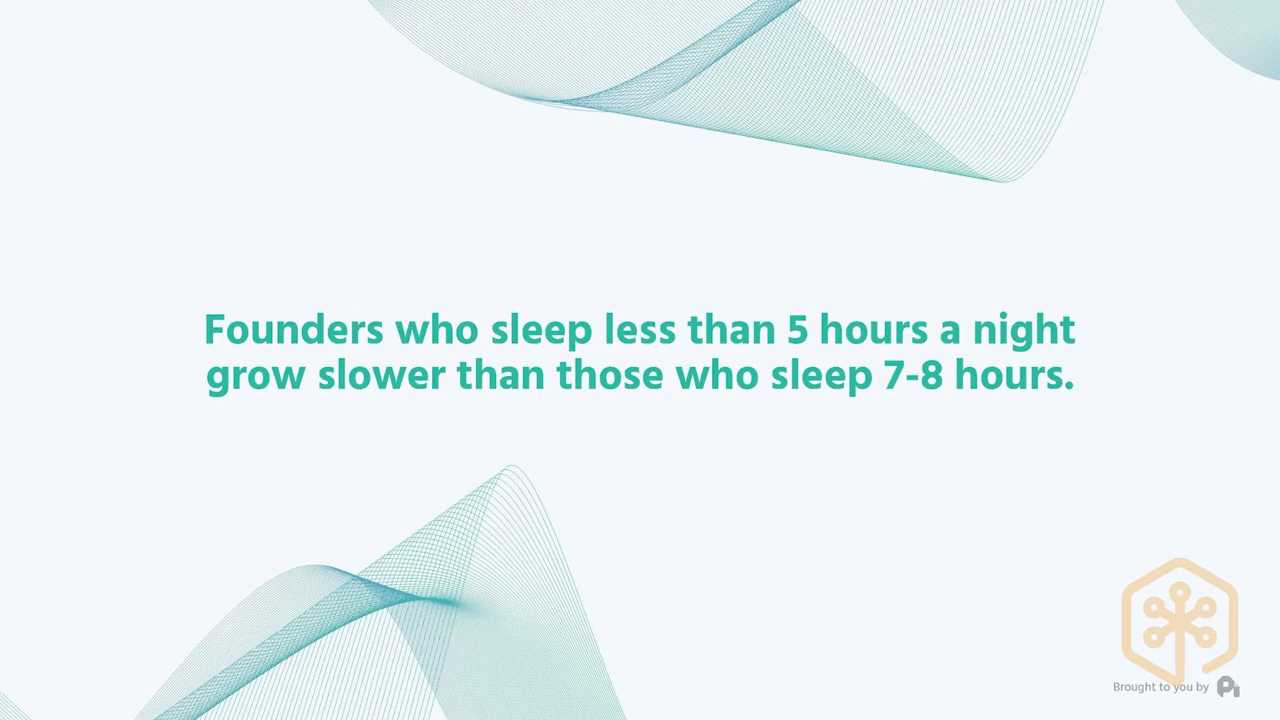 Founders who sleep less than 5 hours a night
grow slower than those who sleep 7-8 hours.
Brought to you by